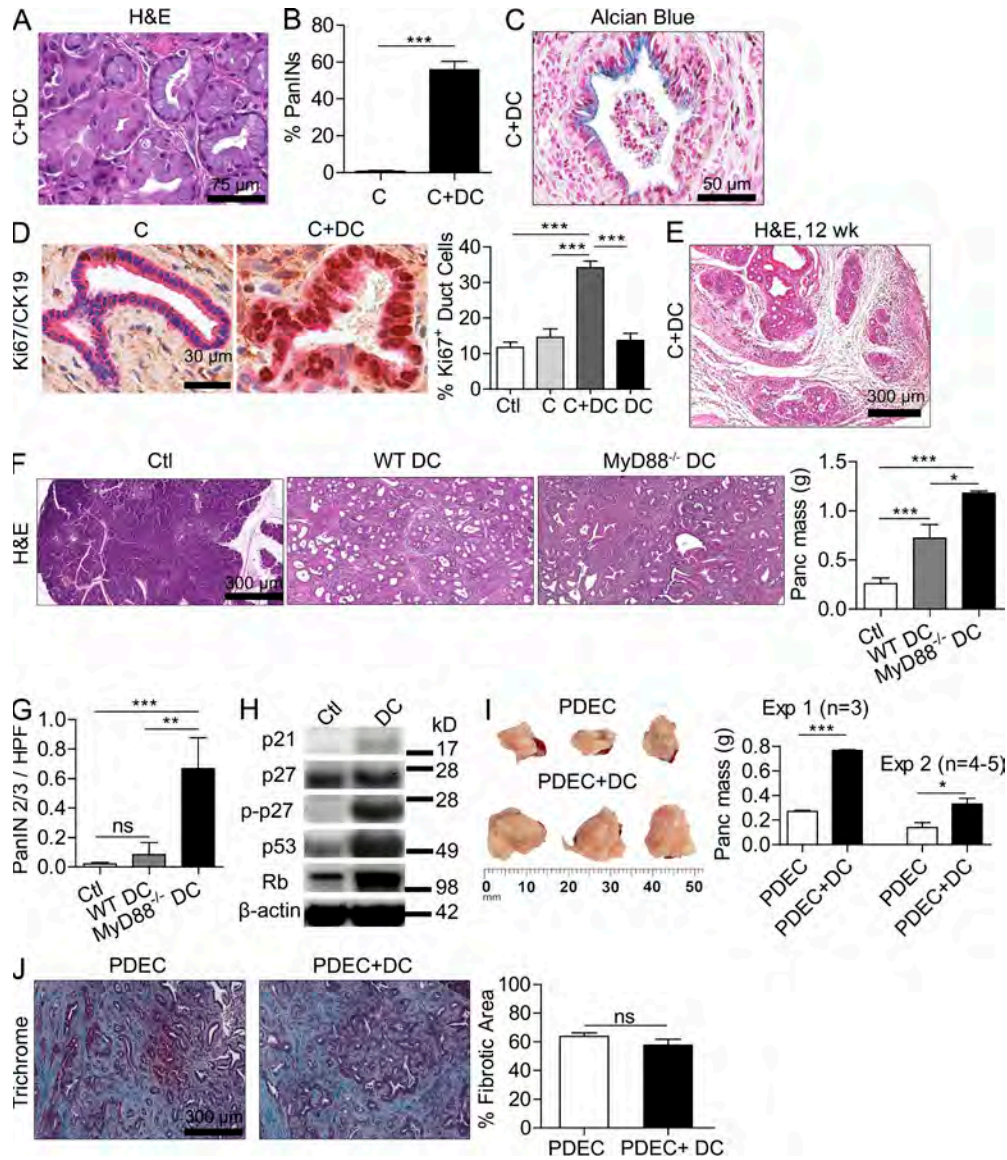 A
H&E
C+DC
75 µm
B
***
% PanINs
60
40
20
0
C
C+DC
C
Alcian Blue
C+DC
50 µm
D
C
C+DC
Ki67/CK19
30 µm
% Ki67+ Duct Cells
***
*** ***
40
30
20
10
0
Ctl C C+DC DC
E
H&E, 12 wk
C+DC
300 µm
F
Ctl
WT DC
MyD88-/- DC
H&E
300 µm
Panc mass (g)
***
*
***
1.5
1.0
0.5
0.0
Ctl
WT DC
MyD88-/- DC
G
***
**
ns
PanIN 2/3 / HPF
1.0
0.8
0.6
0.4
0.2
0.0
Ctl
WT DC
MyD88-/- DC
H
Ctl DC kD
p21
17
p27
28
p-p27
28
p53
49
Rb
98
β-actin
42
I
PDEC
PDEC+DC
0 10 20 30 40 50
mm
Exp 1 (n=3)
***
Exp 2 (n=4-5)
*
Panc mass (g)
0.8
0.6
0.4
0.2
0.0
PDEC
PDEC+DC
PDEC
PDEC+DC
J
PDEC
PDEC+DC
Trichrome
300 µm
% Fibrotic Area
ns
100
80
60
40
20
0
PDEC PDEC+ DC